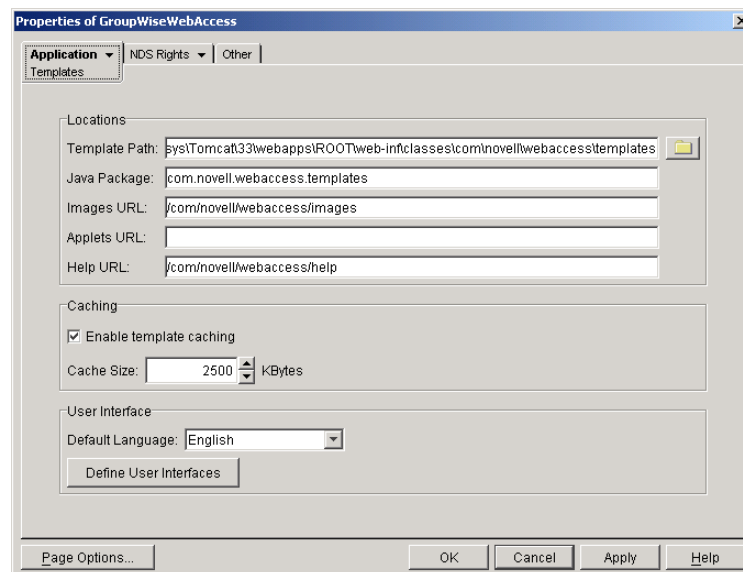 Properties of GroupWiseWebAccess
Application NDS Rights Other
Templates
Locations
Template Path: sys\Tomcat\33\webapps\ROOT\web-inf\classes\com\novell\webaccess\templates
Java Package: com.novell.webaccess.templates
Images URL: /com/novell/webaccess/images
Applets URL:
Help URL: /com/novell/webaccess/help
Caching
Enable template caching
Cache Size: 2500 KBytes
User Interface
Default Language: English
Define User Interfaces
Page Options... OK Cancel Apply Help